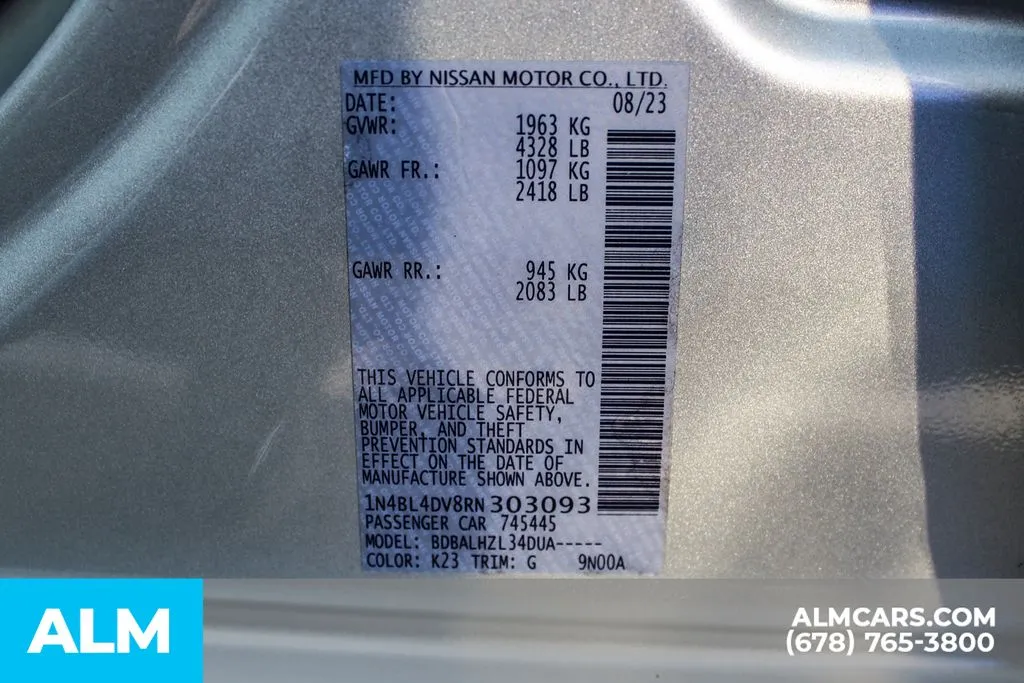 MFD BY NISSAN MOTOR CO., LTD.
DATE: 08/23
GVWR: 1963 KG
4328 LB
GAWR FR.: 1097 KG
2418 LB
GAWR RR.: 945 KG
2083 LB
THIS VEHICLE CONFORMS TO
ALL APPLICABLE FEDERAL
MOTOR VEHICLE SAFETY,
BUMPER, AND THEFT
PREVENTION STANDARDS IN
EFFECT ON THE DATE OF
MANUFACTURE SHOWN ABOVE.
1N4BL4DV8RN303093
PASSENGER CAR 745445
MODEL: BDBALHZL34DUA-----
COLOR: K23 TRIM: G 9N00A
ALM
ALMCARS.COM
(678) 765-3800